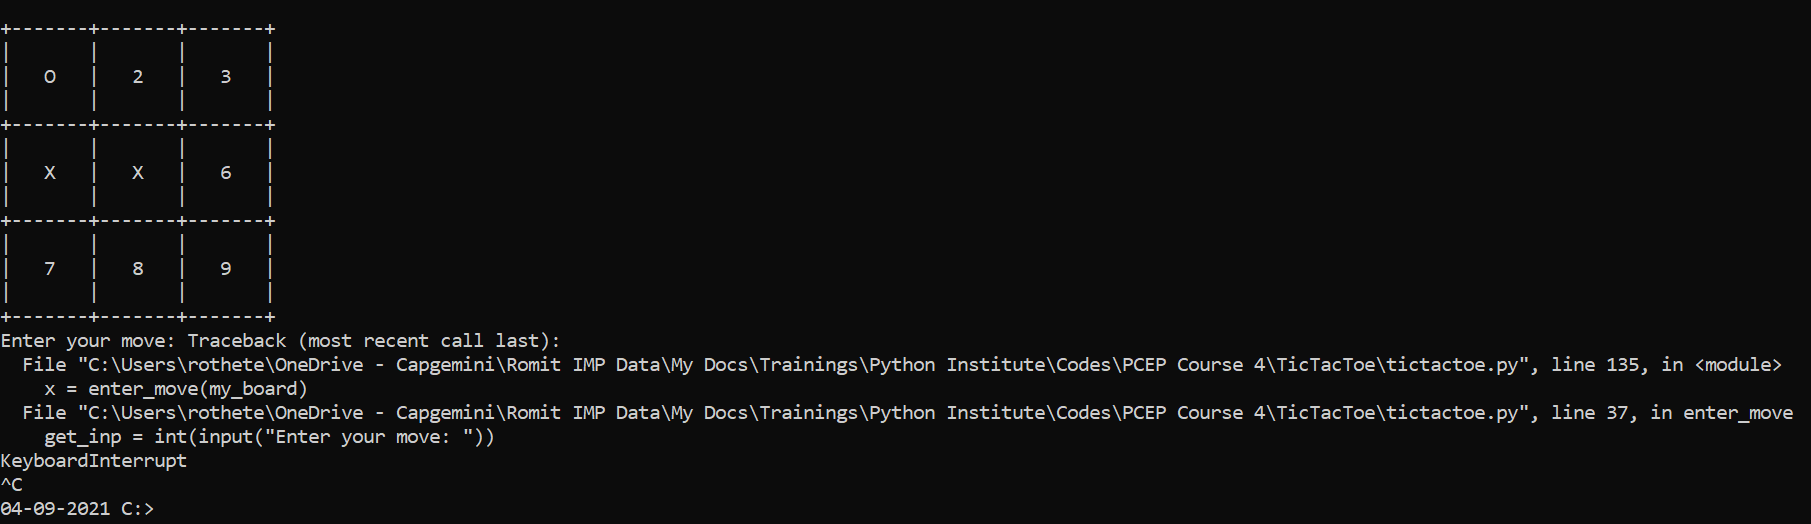 +-------+-------+-------+
|       |       |       |
|   O   |   2   |   3   |
|       |       |       |
+-------+-------+-------+
|       |       |       |
|   X   |   X   |   6   |
|       |       |       |
+-------+-------+-------+
|       |       |       |
|   7   |   8   |   9   |
|       |       |       |
+-------+-------+-------+
Enter your move: Traceback (most recent call last):
  File "C:\Users\rothete\OneDrive - Capgemini\Romit IMP Data\My Docs\Trainings\Python Institute\Codes\PCEP Course 4\TicTacToe\tictactoe.py", line 135, in <module>
    x = enter_move(my_board)
  File "C:\Users\rothete\OneDrive - Capgemini\Romit IMP Data\My Docs\Trainings\Python Institute\Codes\PCEP Course 4\TicTacToe\tictactoe.py", line 37, in enter_move
    get_inp = int(input("Enter your move: "))
KeyboardInterrupt
^C
04-09-2021 C:>